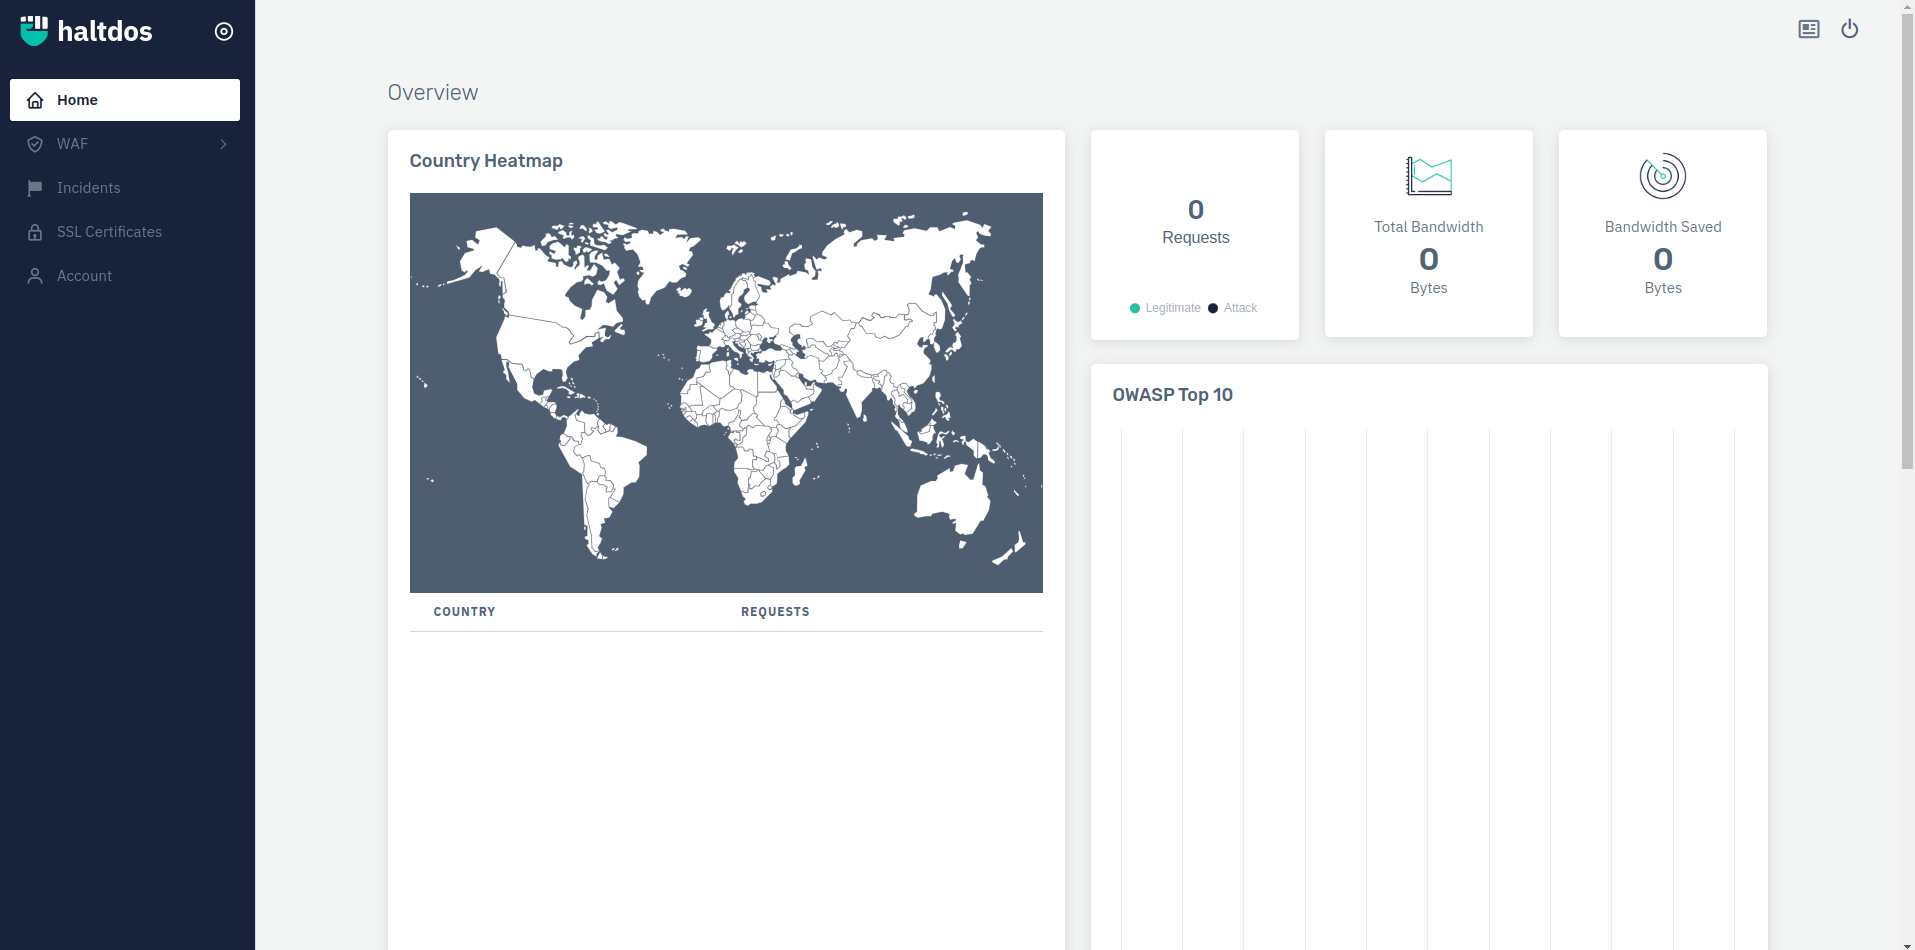 haltdos
Home
WAF
Incidents
SSL Certificates
Account
Overview
Country Heatmap
COUNTRY REQUESTS
0
Requests
Legitimate Attack
Total Bandwidth
0
Bytes
Bandwidth Saved
0
Bytes
OWASP Top 10